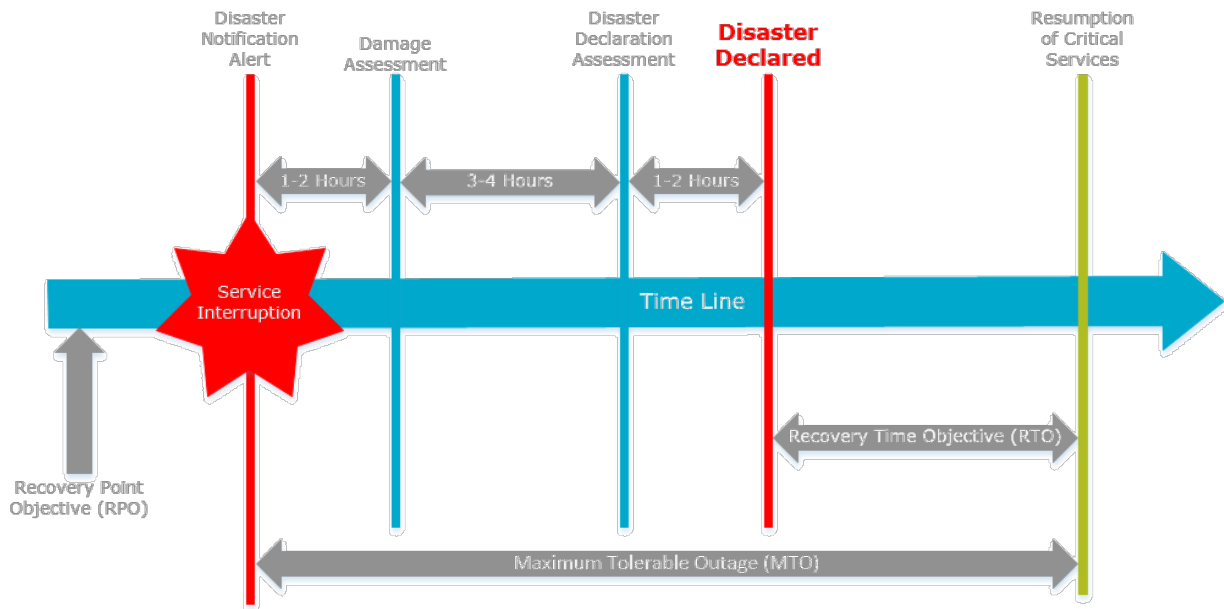 Disaster
Notification
Alert
Damage
Assessment
Disaster
Declaration
Assessment
Disaster
Declared
Resumption
of Critical
Services
1-2 Hours
3-4 Hours
1-2 Hours
Service
Interruption
Time Line
Recovery Time Objective (RTO)
Recovery Point
Objective (RPO)
Maximum Tolerable Outage (MTO)